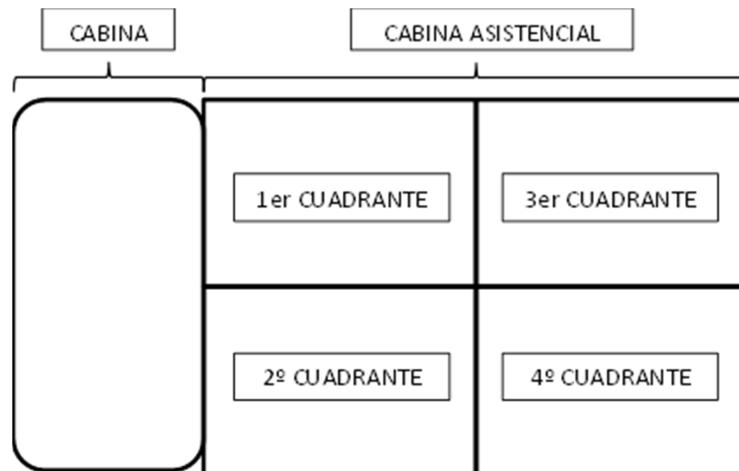 CABINA
CABINA ASISTENCIAL
1er CUADRANTE
3er CUADRANTE
2º CUADRANTE
4º CUADRANTE